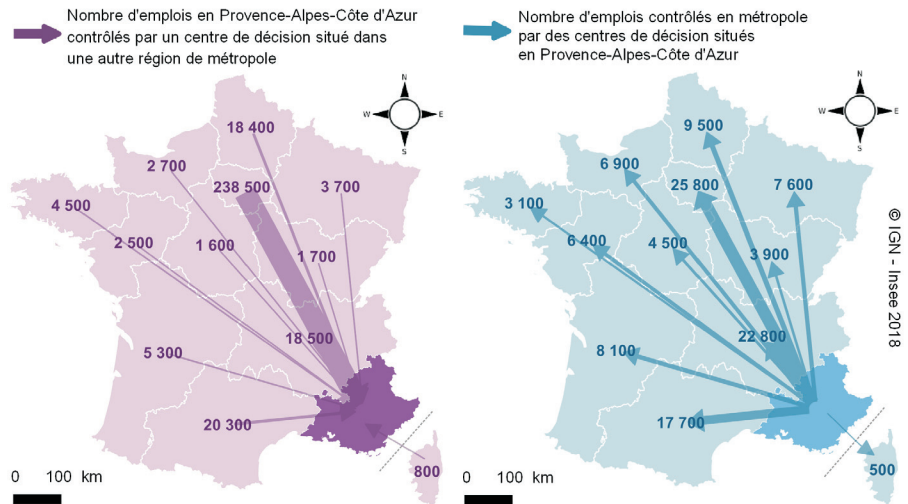 Nombre d'emplois en Provence-Alpes-Côte d'Azur
contrôlés par un centre de décision situé dans
une autre région de métropole
N
W E
S
18 400
2 700
238 500
3 700
4 500
2 500
1 600
1 700
18 500
5 300
20 300
800
0 100 km
Nombre d'emplois contrôlés en métropole
par des centres de décision situés
en Provence-Alpes-Côte d'Azur
N
W E
S
9 500
6 900
25 800
7 600
3 100
6 400
4 500
3 900
22 800
8 100
17 700
500
0 100 km
© IGN - Insee 2018